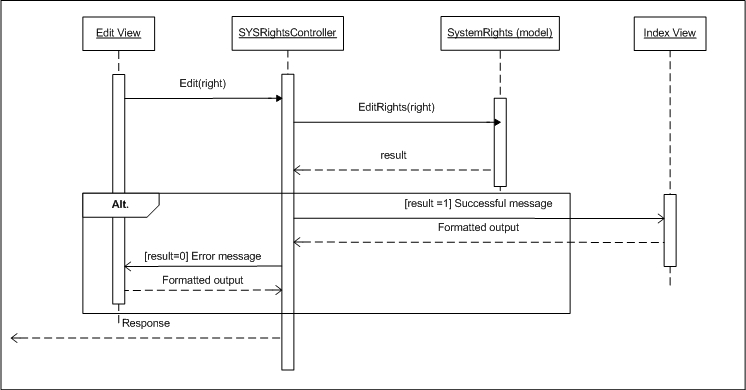 Edit View
SYSRightsController
SystemRights (model)
Index View
Edit(right)
EditRights(right)
result
Alt.
[result =1] Successful message
Formatted output
[result=0] Error message
Formatted output
Response